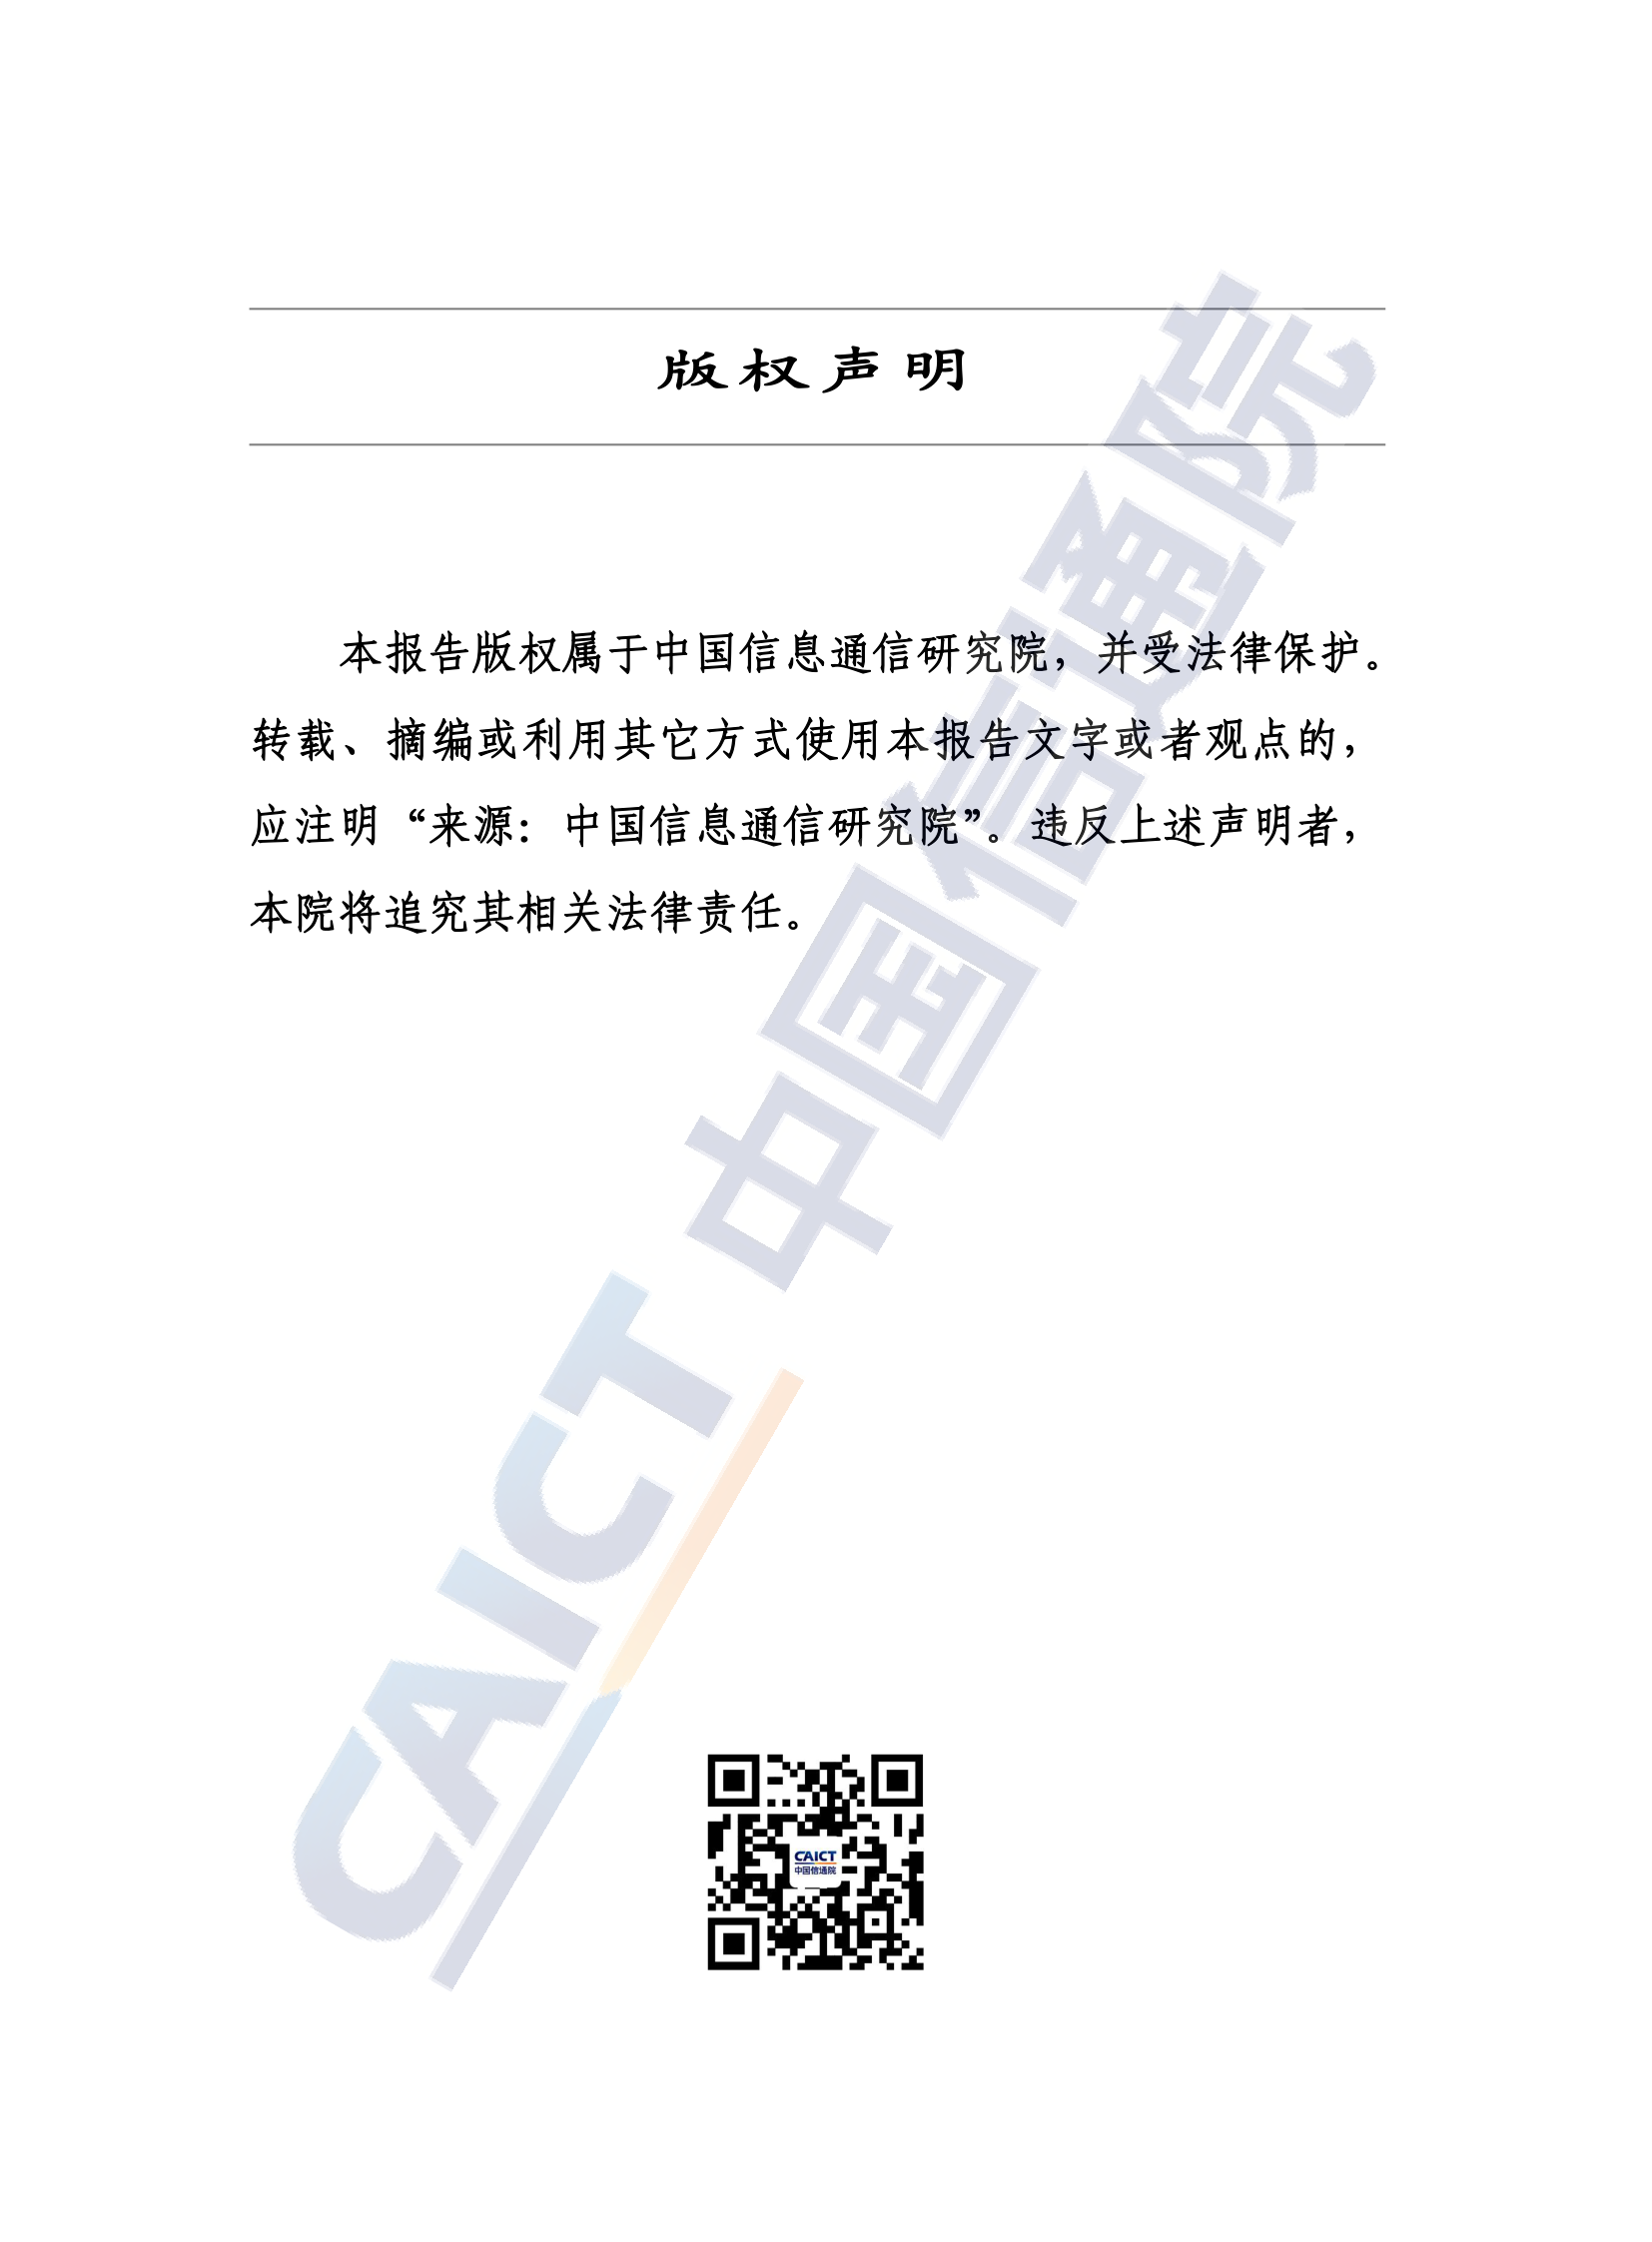 版权声明
本报告版权属于中国信息通信研究院，并受法律保护。
转载、摘编或利用其它方式使用本报告文字或者观点的，
应注明“来源：中国信息通信研究院”。违反上述声明者，
本院将追究其相关法律责任。
CAICT 中国信通院
CAICT
中国信通院